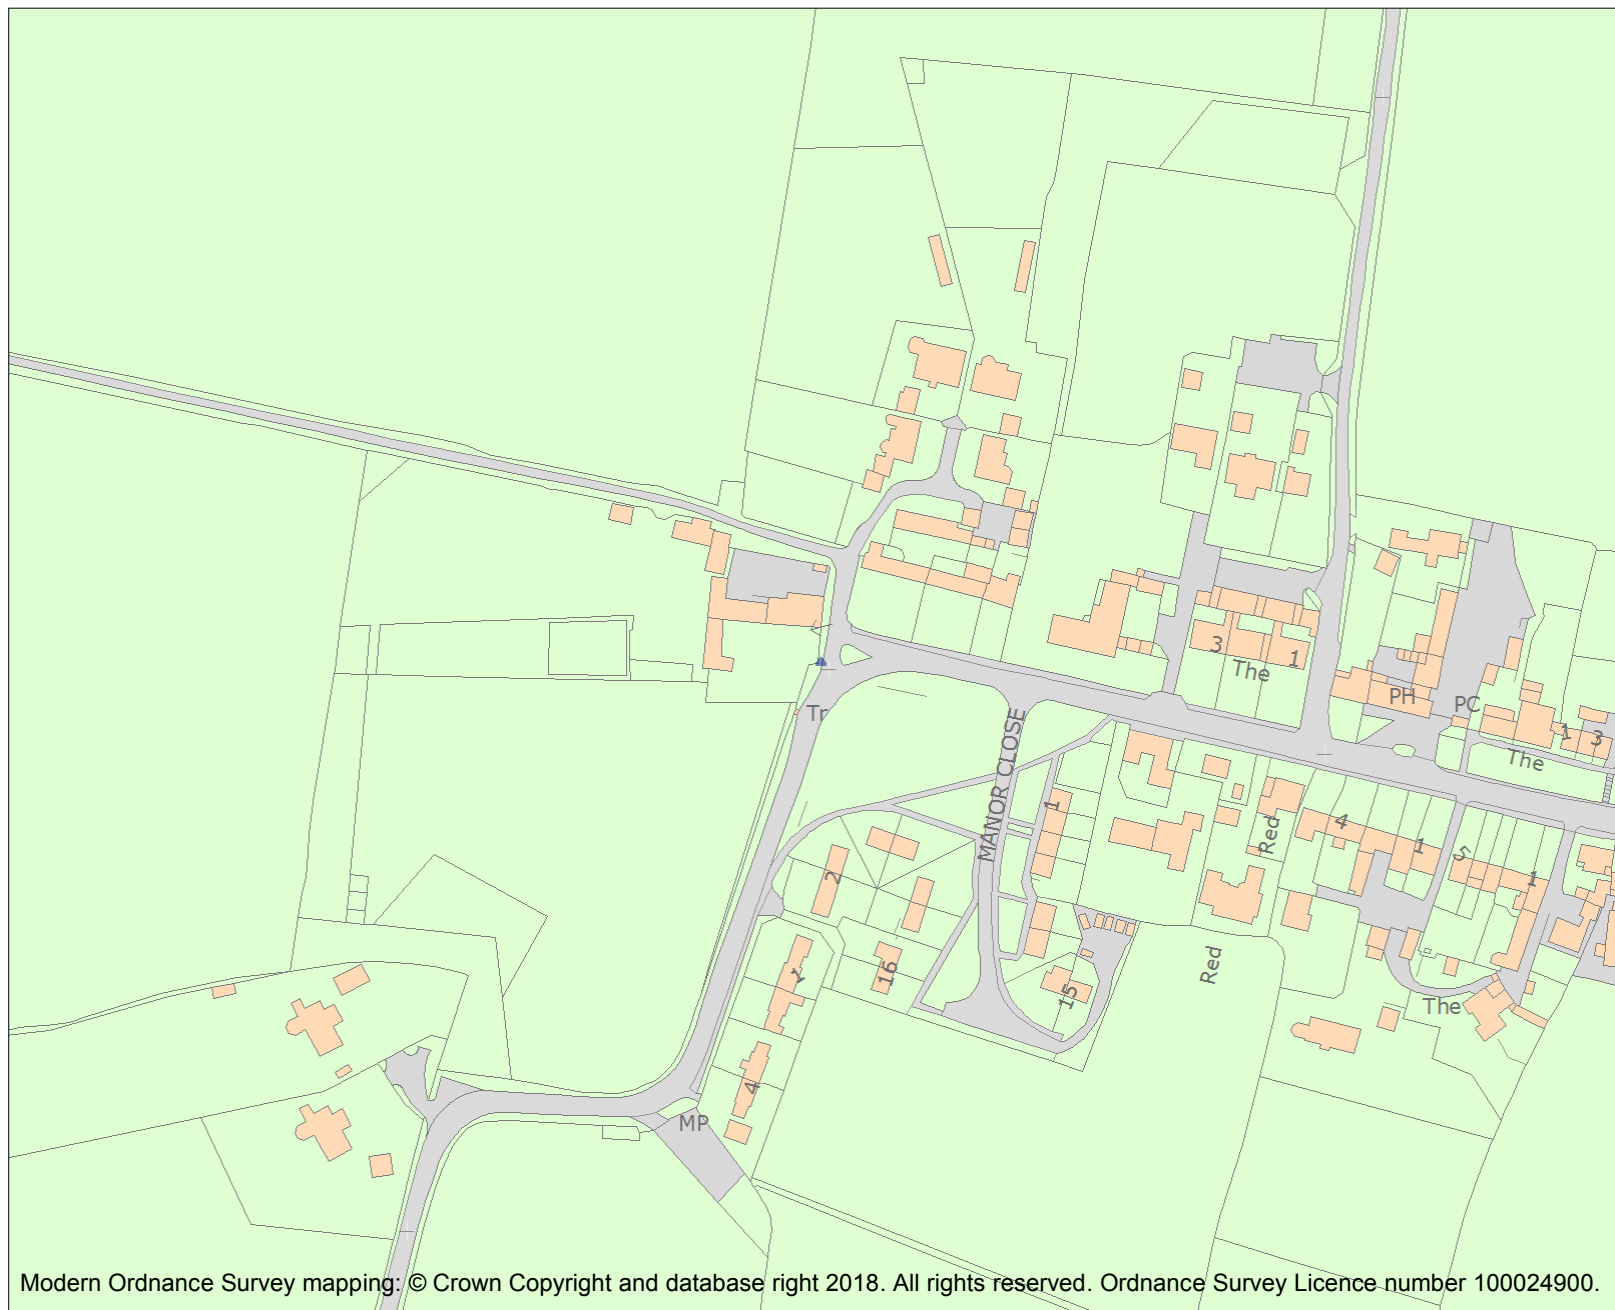 3
1
The
PH
PC
Tr
1
3
The
MANOR CLOSE
1
Red
4
1
5
1
2
16
1
15
Red
The
4
MP
Modern Ordnance Survey mapping: © Crown Copyright and database right 2018. All rights reserved. Ordnance Survey Licence number 100024900.